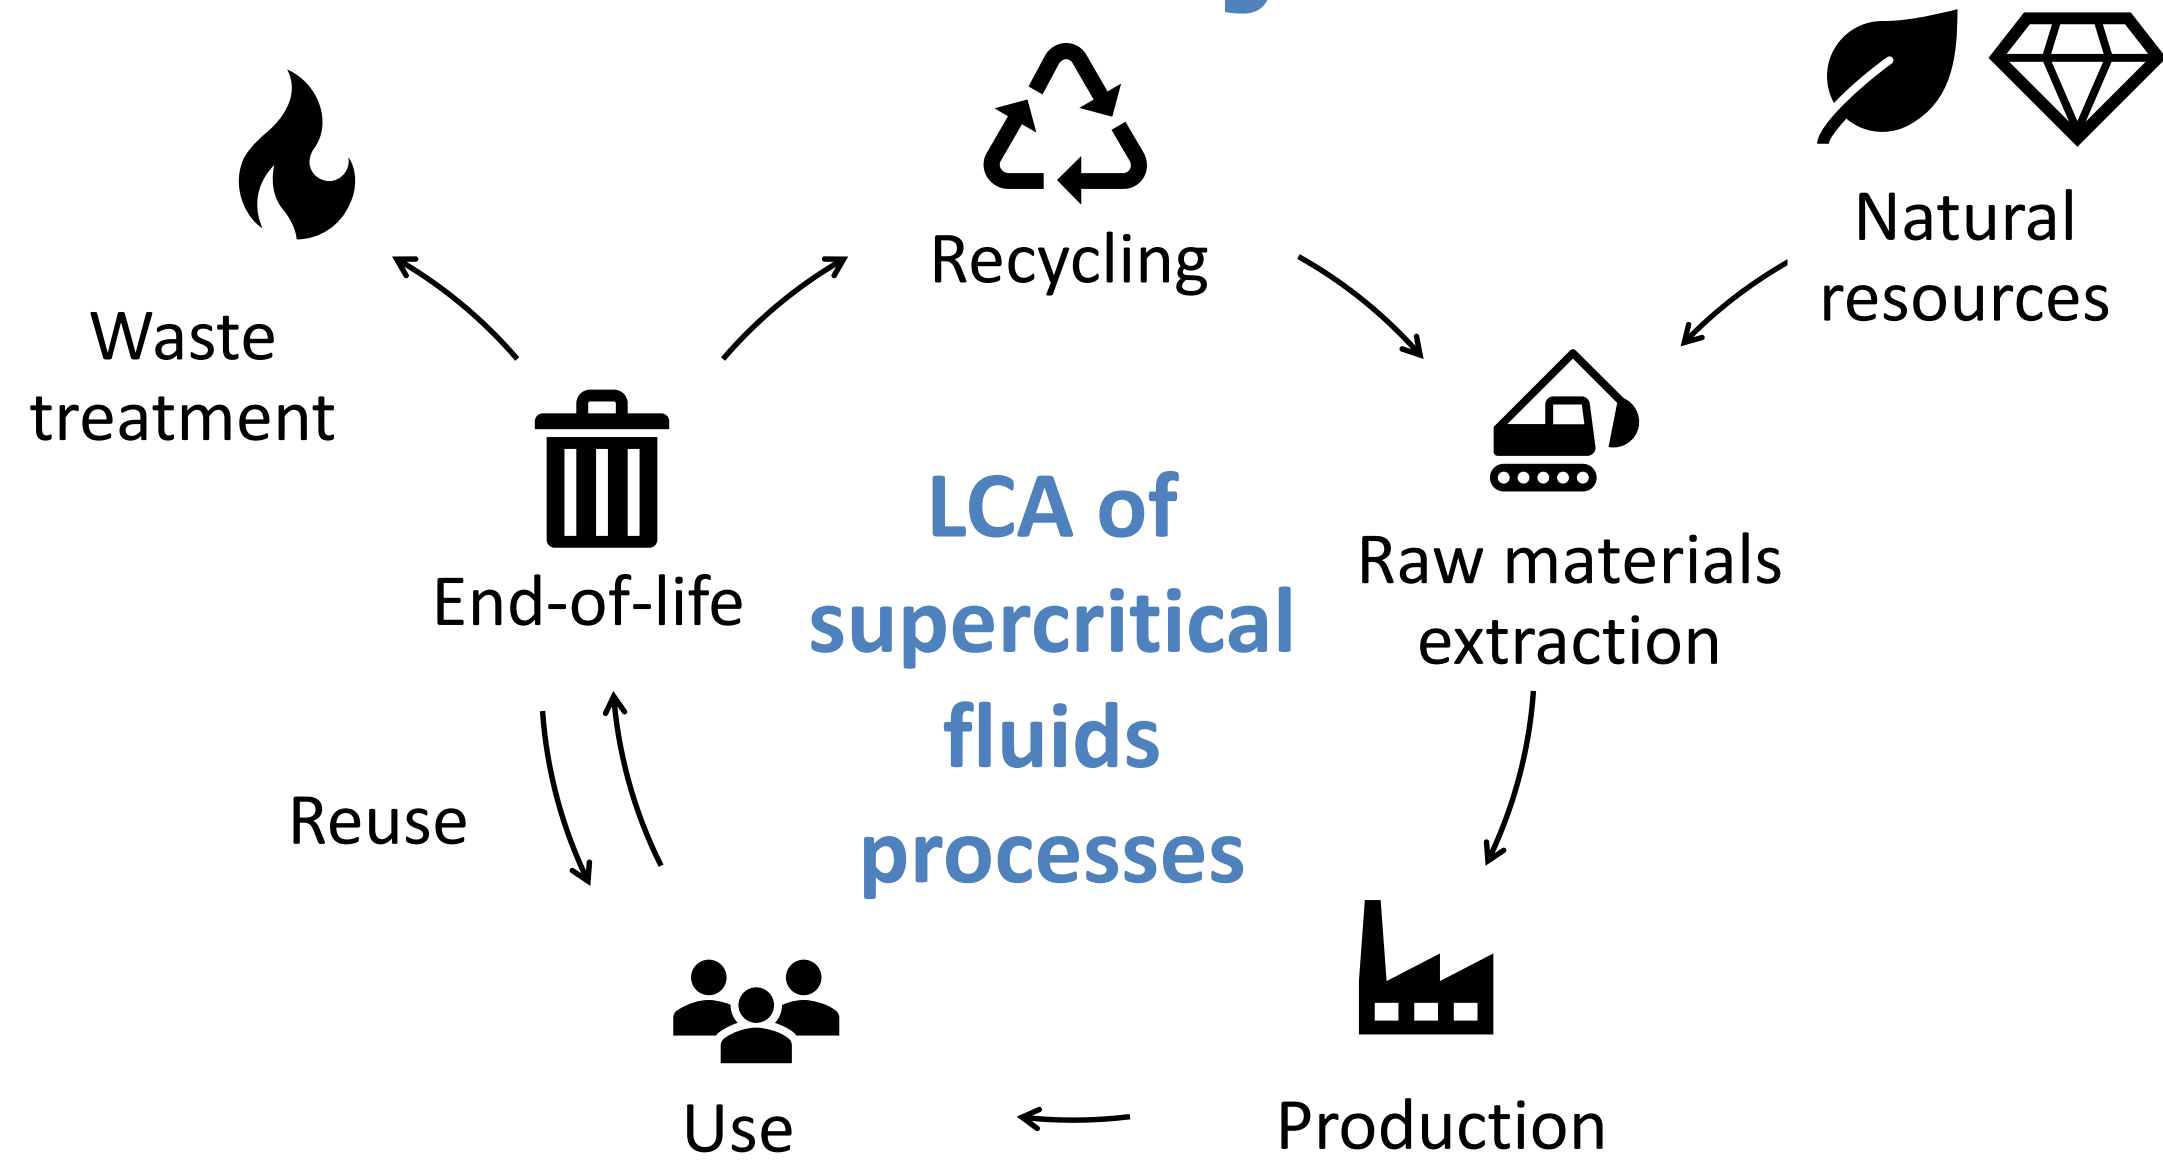 Recycling
Natural
resources
Waste
treatment
End-of-life
LCA of
supercritical
fluids
processes
Raw materials
extraction
Reuse
Use
Production